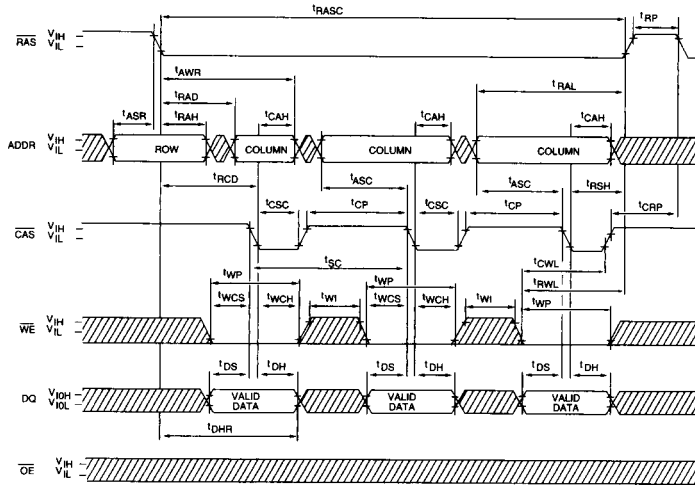 tRASC
tRP
RAS VIH
VIL
tAWR
tRAD
tRAL
tASR tRAH tCAH tCAH tCAH
ADDR VIH
VIL
ROW COLUMN COLUMN COLUMN
tRCD tASC tASC tRSH
tCSC tCP tCSC tCP tCRP
CAS VIH
VIL
tSC
tCWL
tRWL
tWP tWP tWP
tWCS tWCH tWI tWCS tWCH tWI
WE VIH
VIL
tDS tDH tDS tDH tDS tDH
DQ VIOH
VIOL
VALID DATA VALID DATA VALID DATA
tDHR
OE VIH
VIL